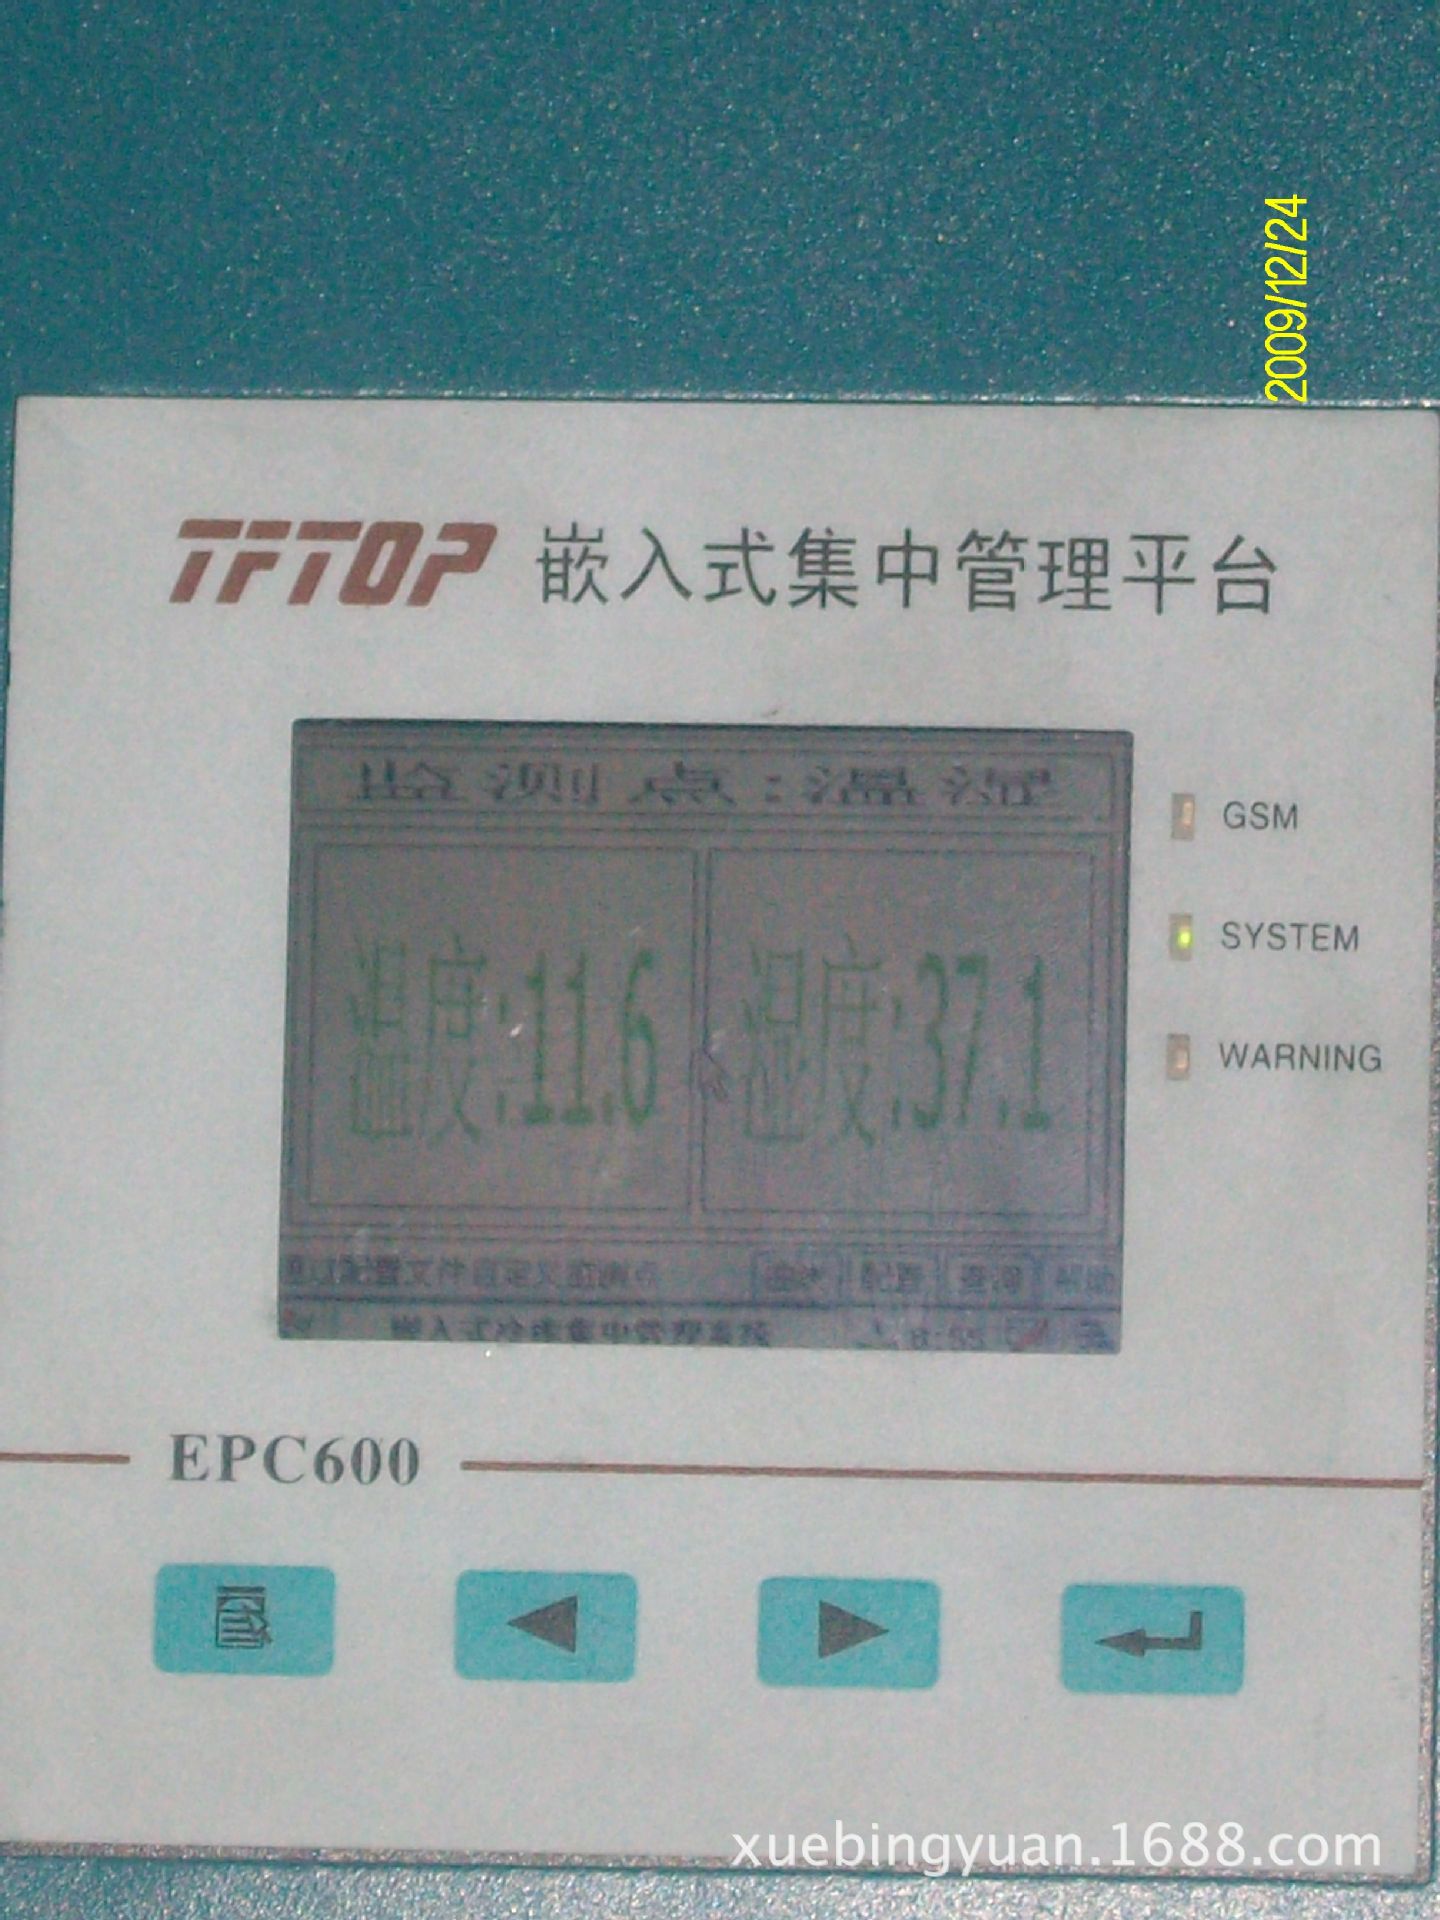 2009/12/24
TFTOP 嵌入式集中管理平台
检测点:温湿
GSM
温度:11.6 湿度:37.1
SYSTEM
WARNING
EPC600
xuebingyuan.1688.com